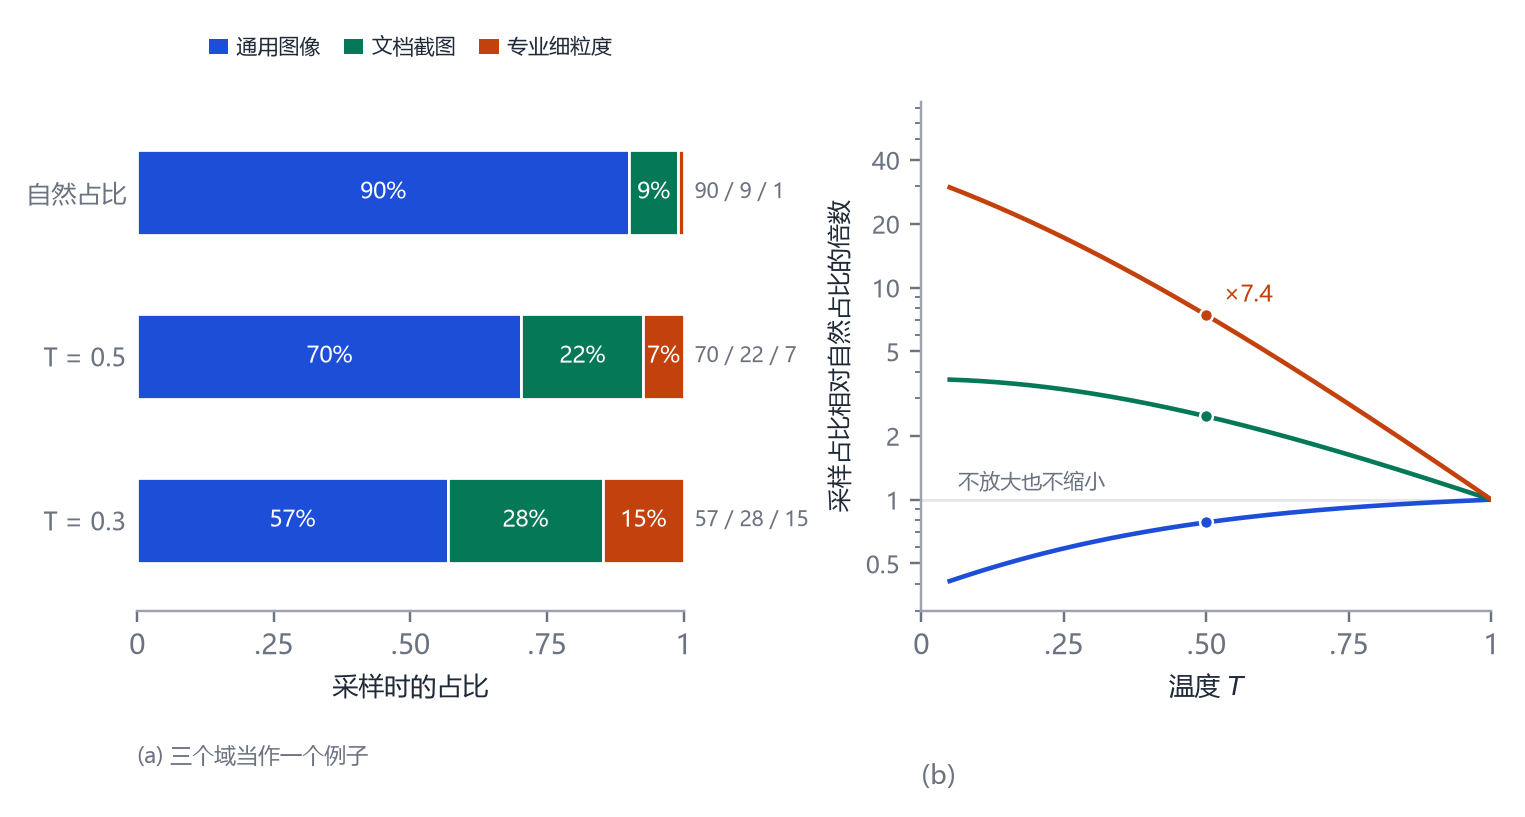 通用图像 文档截图 专业细粒度
自然占比 90% 9% 90 / 9 / 1
T = 0.5 70% 22% 7% 70 / 22 / 7
T = 0.3 57% 28% 15% 57 / 28 / 15
0 .25 .50 .75 1
采样时的占比
(a) 三个域当作一个例子
采样占比相对自然占比的倍数
40
20
10
5
2
1
0.5
×7.4
不放大也不缩小
0 .25 .50 .75 1
温度 T
(b)